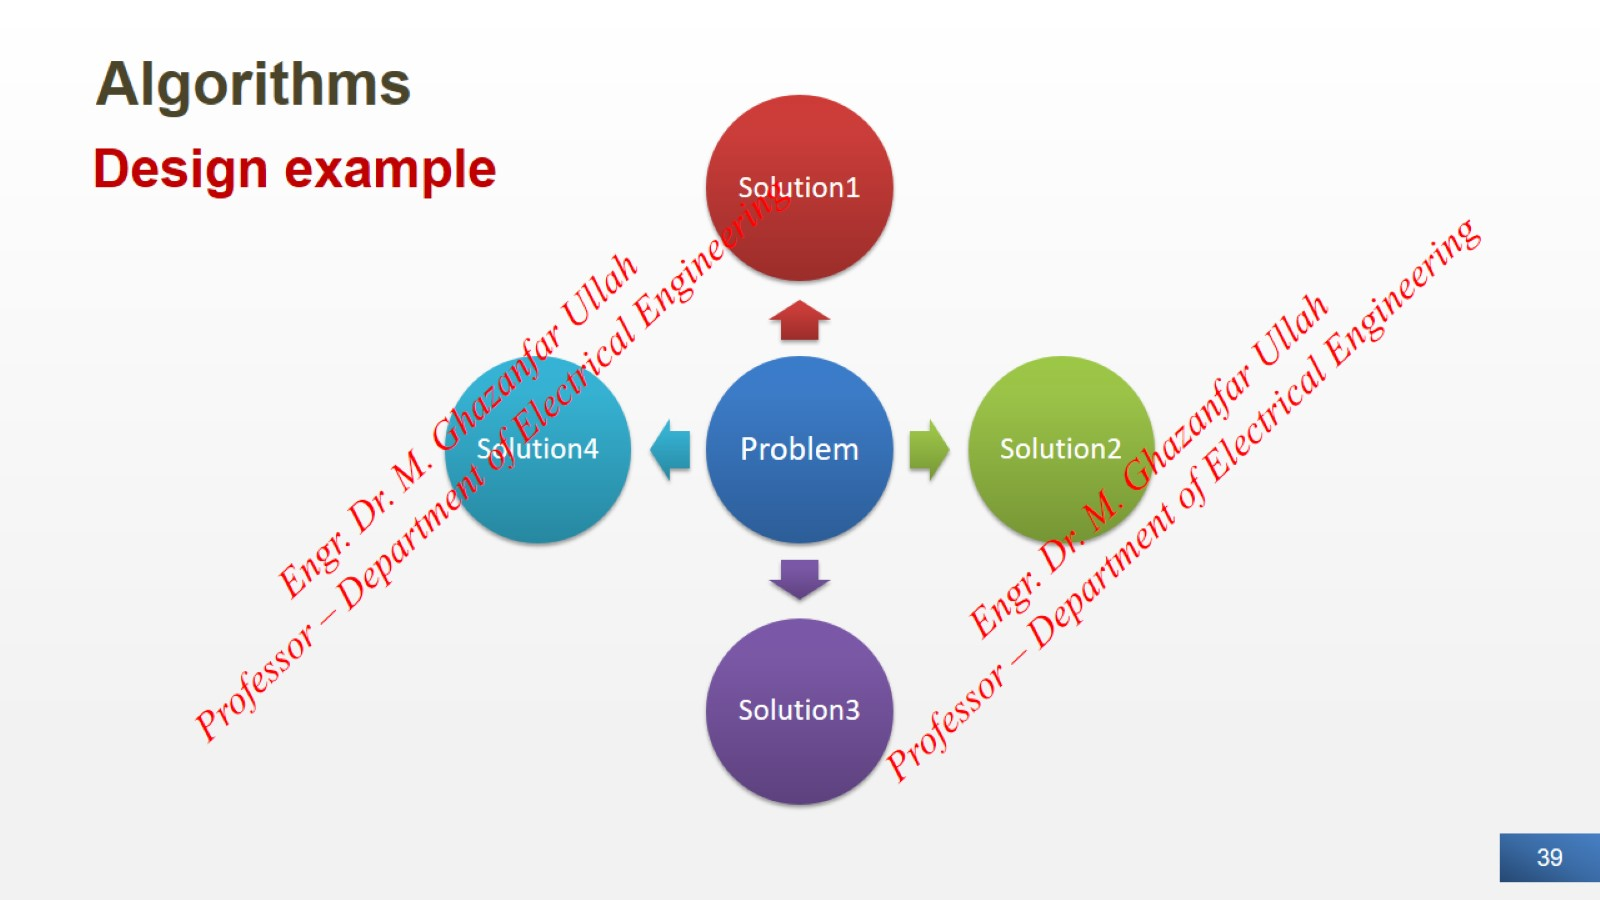 Algorithms
Design example
Solution1
Solution4
Problem
Solution2
Solution3
Engr. Dr. M. Ghazanfar Ullah
Professor – Department of Electrical Engineering
Engr. Dr. M. Ghazanfar Ullah
Professor – Department of Electrical Engineering
39